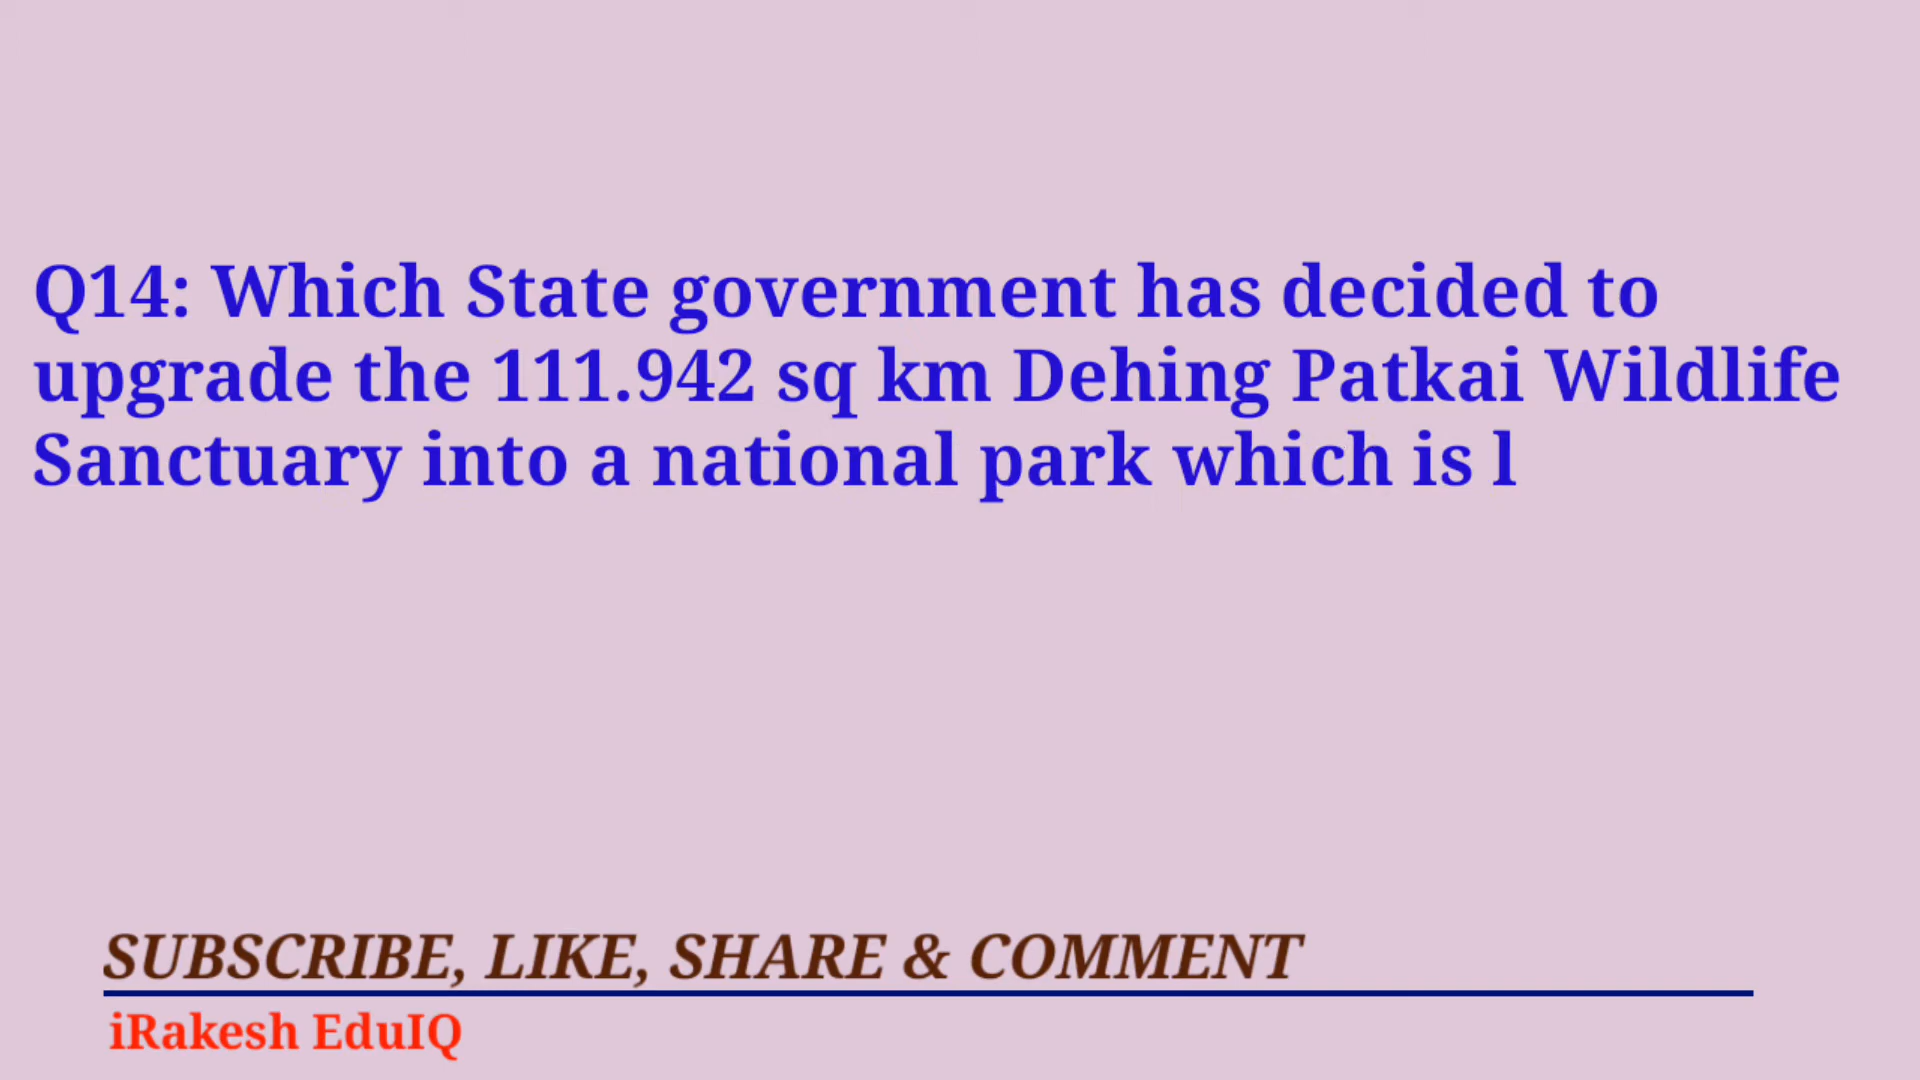 Q14: Which State government has decided to
upgrade the 111.942 sq km Dehing Patkai Wildlife
Sanctuary into a national park which is l
SUBSCRIBE, LIKE, SHARE & COMMENT
iRakesh EduIQ